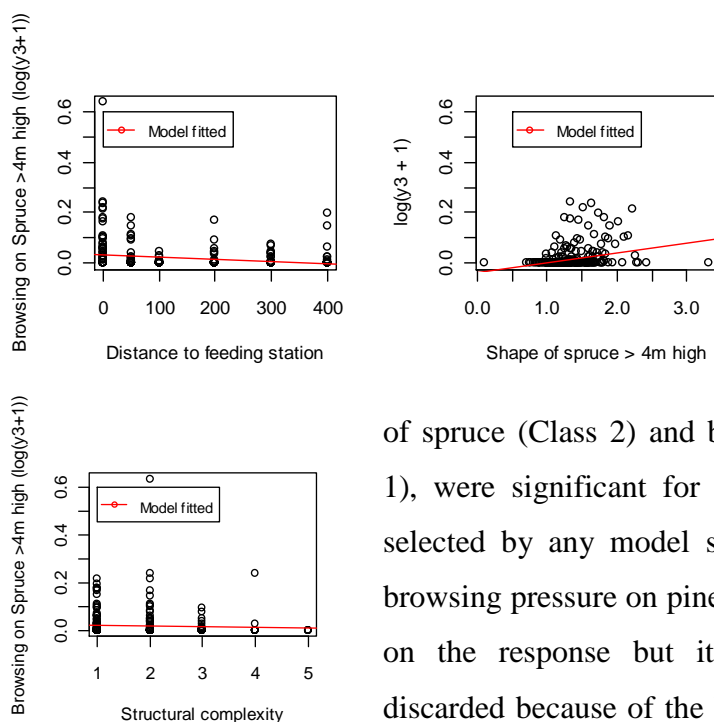 Browsing on Spruce >4m high (log(y3+1))
0.6
0.4
0.2
0.0
Model fitted
0 100 200 300 400
Distance to feeding station
log(y3 + 1)
0.6
0.4
0.2
0.0
Model fitted
0.0 1.0 2.0 3.0
Shape of spruce > 4m high
Browsing on Spruce >4m high (log(y3+1))
0.6
0.4
0.2
0.0
Model fitted
1 2 3 4 5
Structural complexity
of spruce (Class 2) and b
1), were significant for
selected by any model s
browsing pressure on pine
on the response but it
discarded because of the